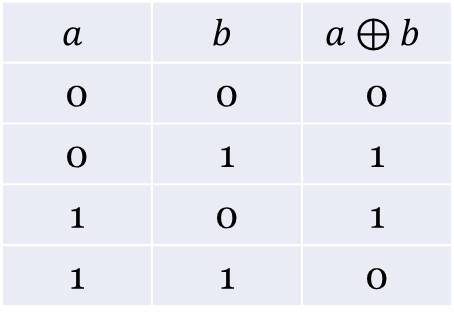 a b a ⊕ b
0 0 0
0 1 1
1 0 1
1 1 0